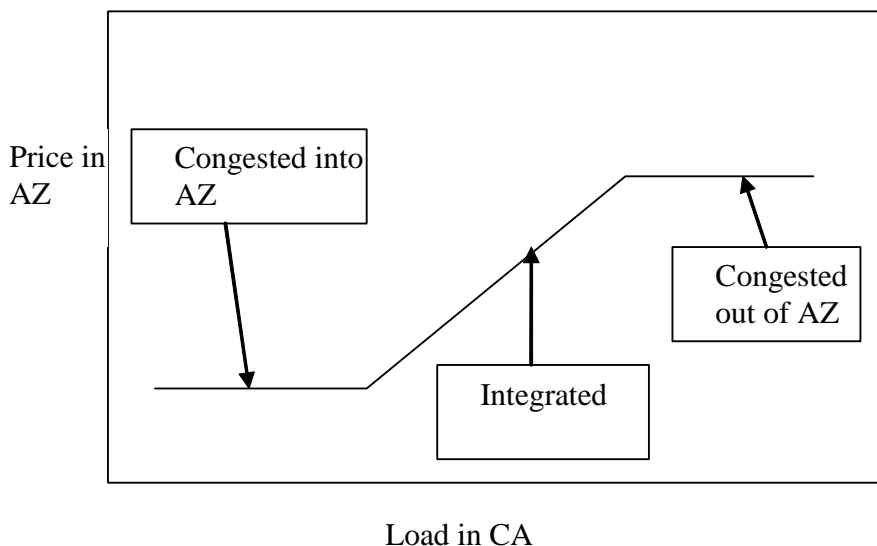 Price in
AZ
Congested into
AZ
Congested
out of AZ
Integrated
Load in CA